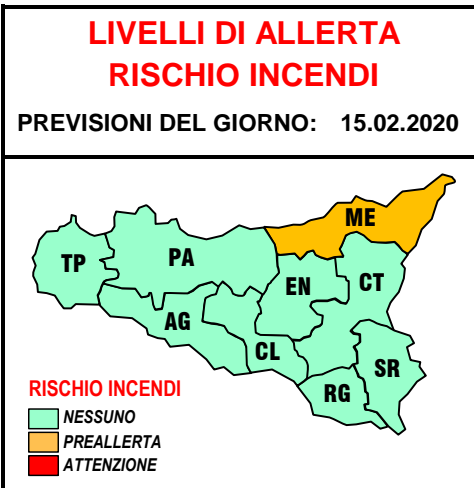 LIVELLI DI ALLERTA
RISCHIO INCENDI
PREVISIONI DEL GIORNO: 15.02.2020
ME
TP
PA
EN
CT
AG
CL
SR
RG
RISCHIO INCENDI
NESSUNO
PREALLERTA
ATTENZIONE